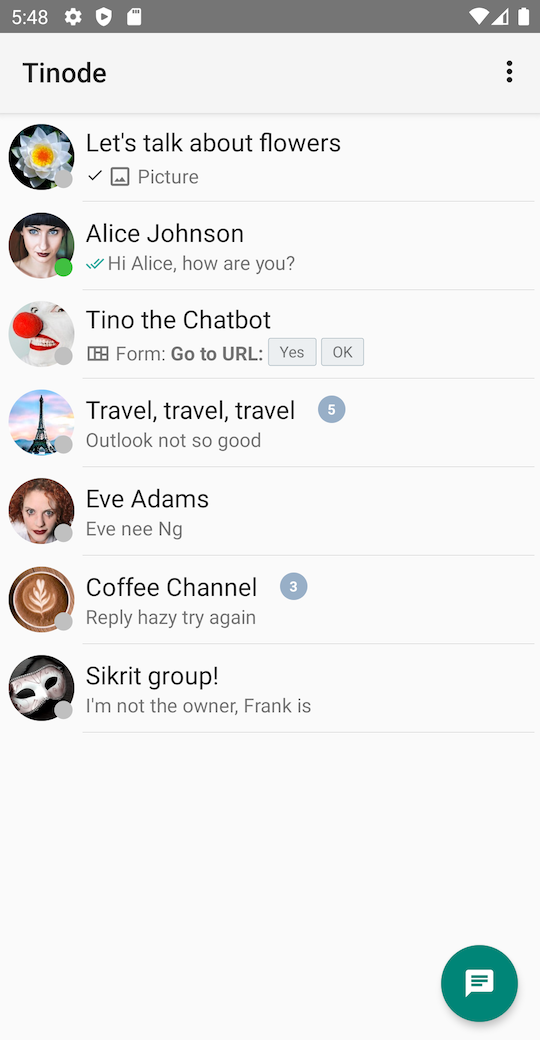 5:48
Tinode
Let's talk about flowers
Picture
Alice Johnson
Hi Alice, how are you?
Tino the Chatbot
Form: Go to URL: Yes OK
Travel, travel, travel 5
Outlook not so good
Eve Adams
Eve nee Ng
Coffee Channel 3
Reply hazy try again
Sikrit group!
I'm not the owner, Frank is